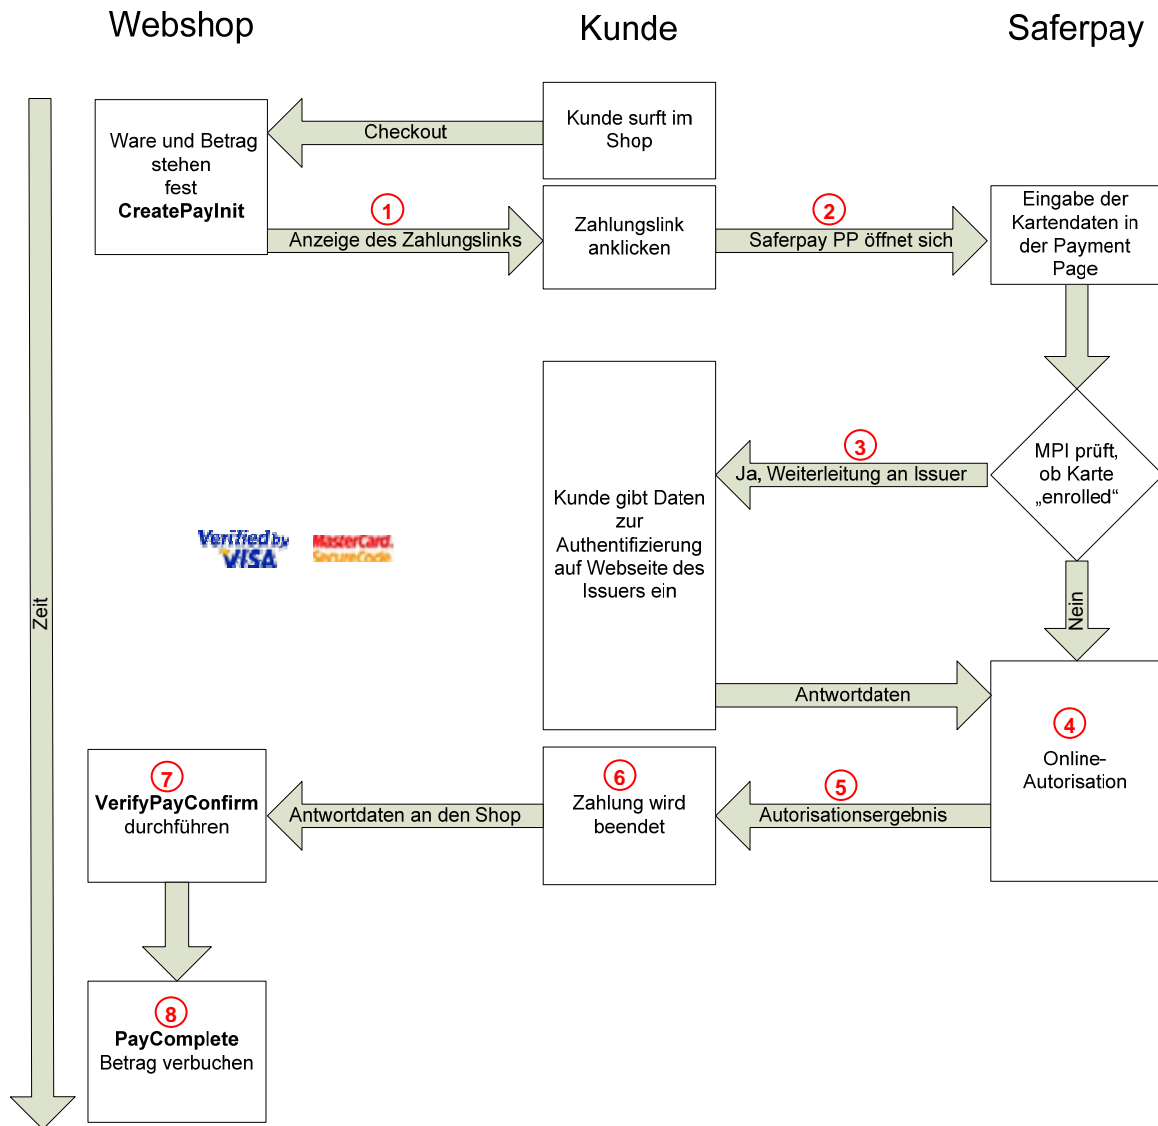 Webshop
Kunde
Saferpay
Kunde surft im
Shop
Checkout
Ware und Betrag
stehen
fest
CreatePayInit
1
Anzeige des Zahlungslinks
Zahlungslink
anklicken
2
Saferpay PP öffnet sich
Eingabe der
Kartendaten in
der Payment
Page
MPI prüft,
ob Karte
„enrolled“
3
Ja, Weiterleitung an Issuer
Kunde gibt Daten
zur
Authentifizierung
auf Webseite des
Issuers ein
Verified by
VISA
MasterCard.
SecureCode.
Zeit
Nein
Antwortdaten
4
Online-
Autorisation
5
Autorisationsergebnis
6
Zahlung wird
beendet
Antwortdaten an den Shop
7
VerifyPayConfirm
durchführen
8
PayComplete
Betrag verbuchen